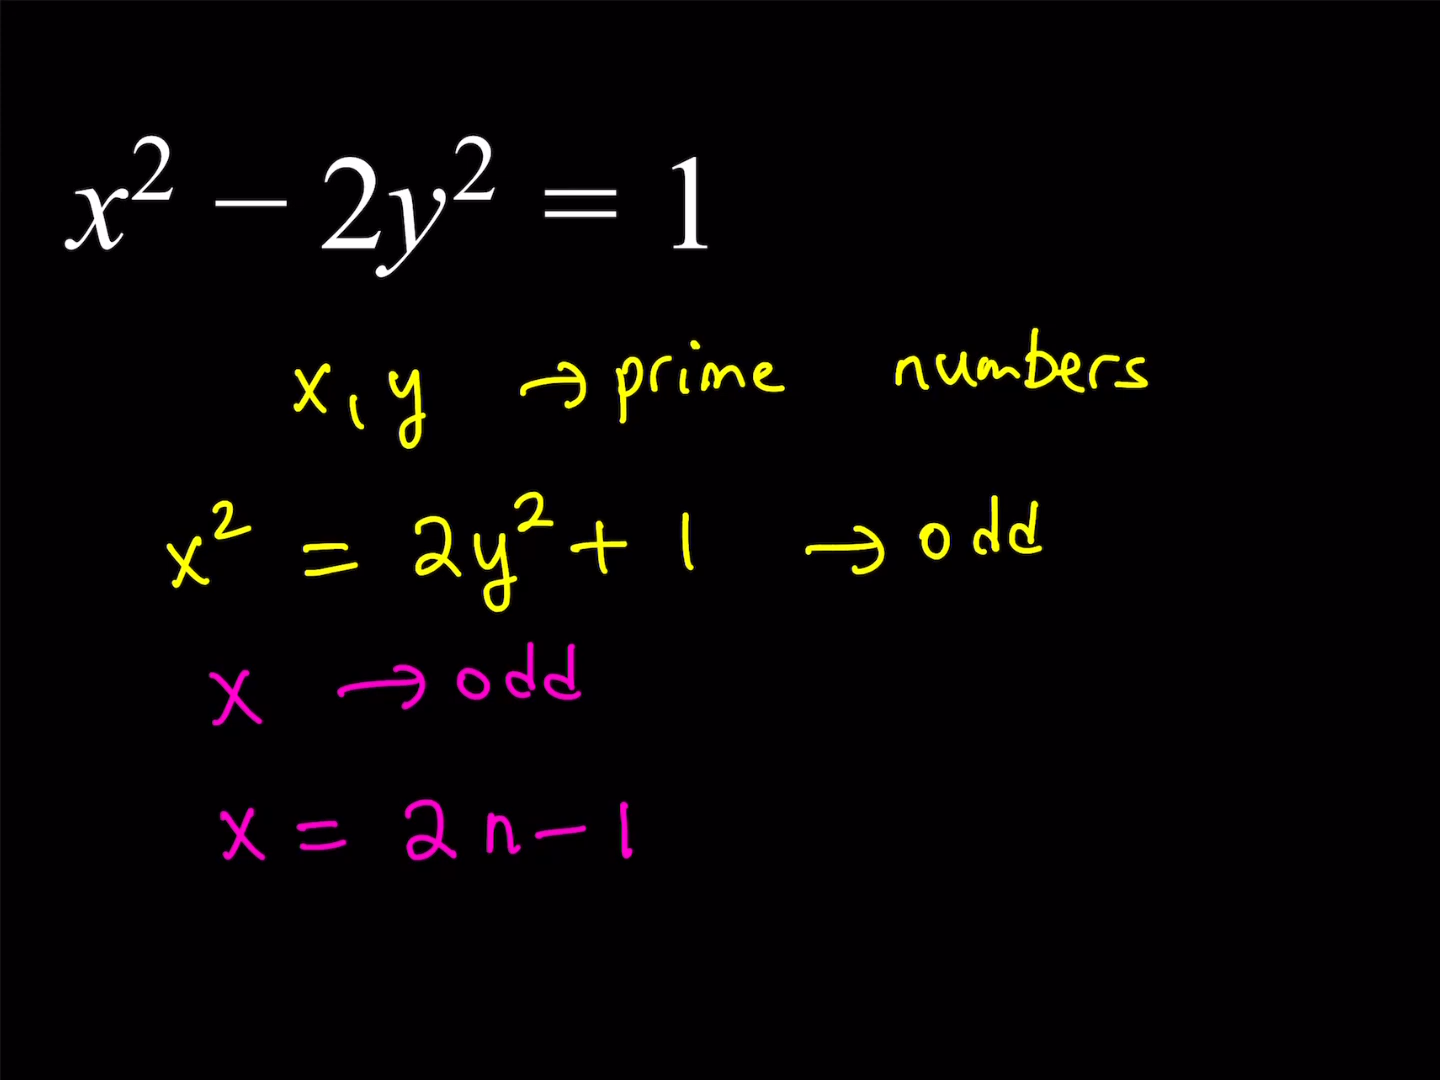 x² − 2y² = 1
x, y → prime numbers
x² = 2y² + 1 → odd
x → odd
x = 2n − 1